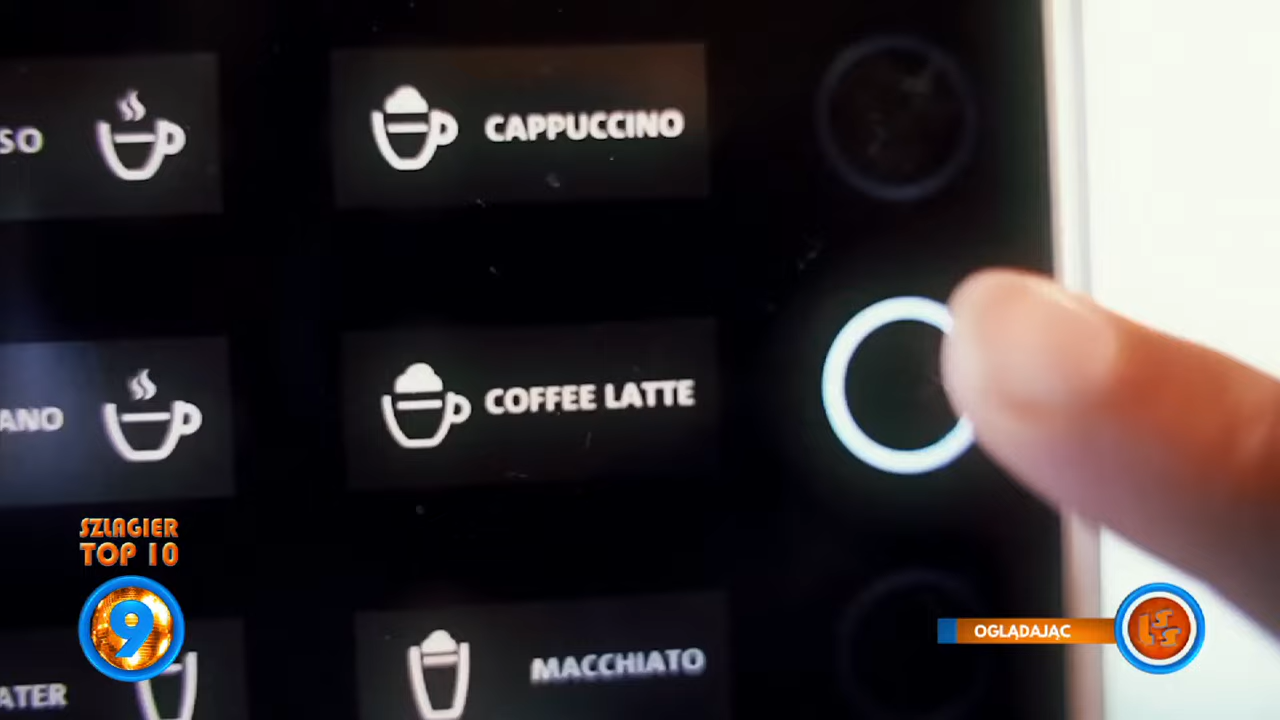 SO
CAPPUCCINO
ANO
COFFEE LATTE
SZLAGIER
TOP 10
9
OGLĄDAJĄC
ATER
MACCHIATO